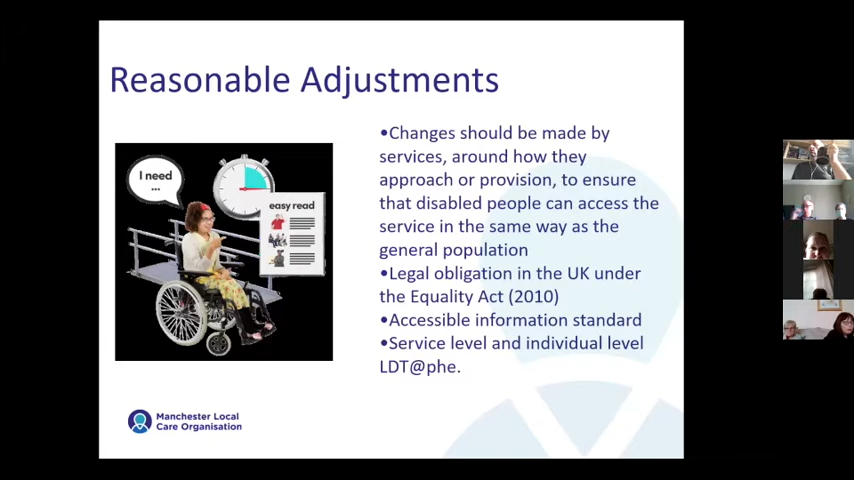 Reasonable Adjustments
I need
...
easy read
•Changes should be made by
services, around how they
approach or provision, to ensure
that disabled people can access the
service in the same way as the
general population
•Legal obligation in the UK under
the Equality Act (2010)
•Accessible information standard
•Service level and individual level
LDT@phe.
Manchester Local
Care Organisation